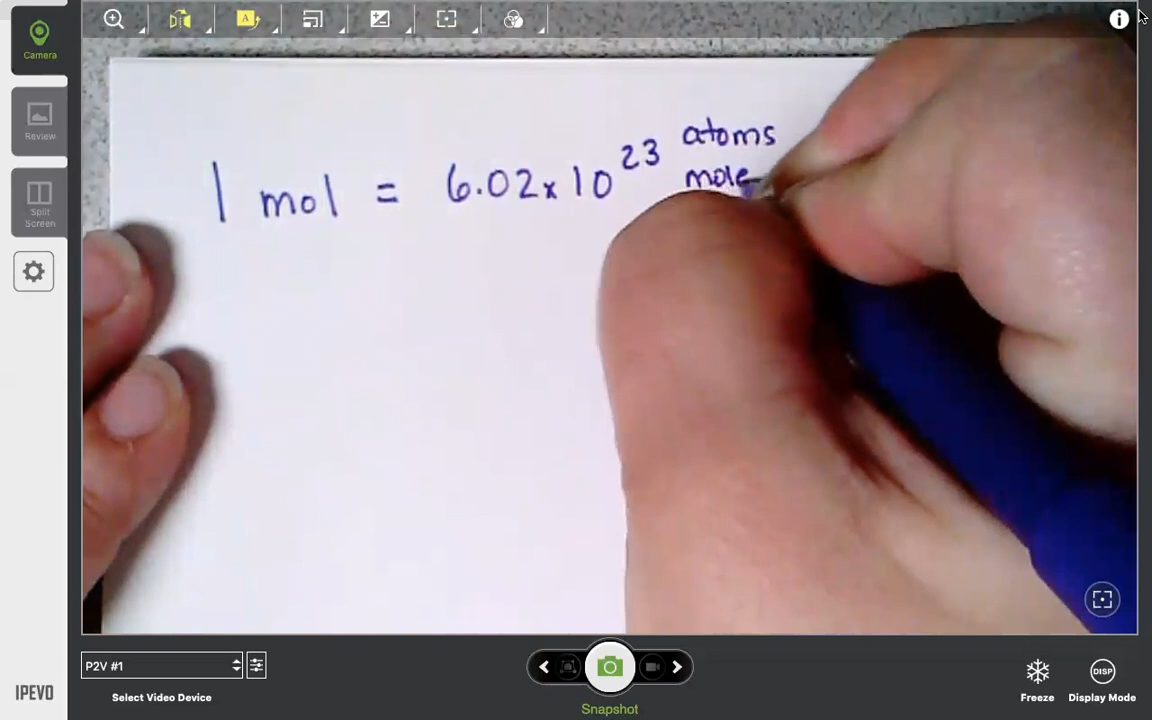 Camera
Review
Split
Screen
A
i
1 mol = 6.02x10^23 atoms
mole
P2V #1
Select Video Device
Snapshot
DISP
Freeze
Display Mode
IPEVO